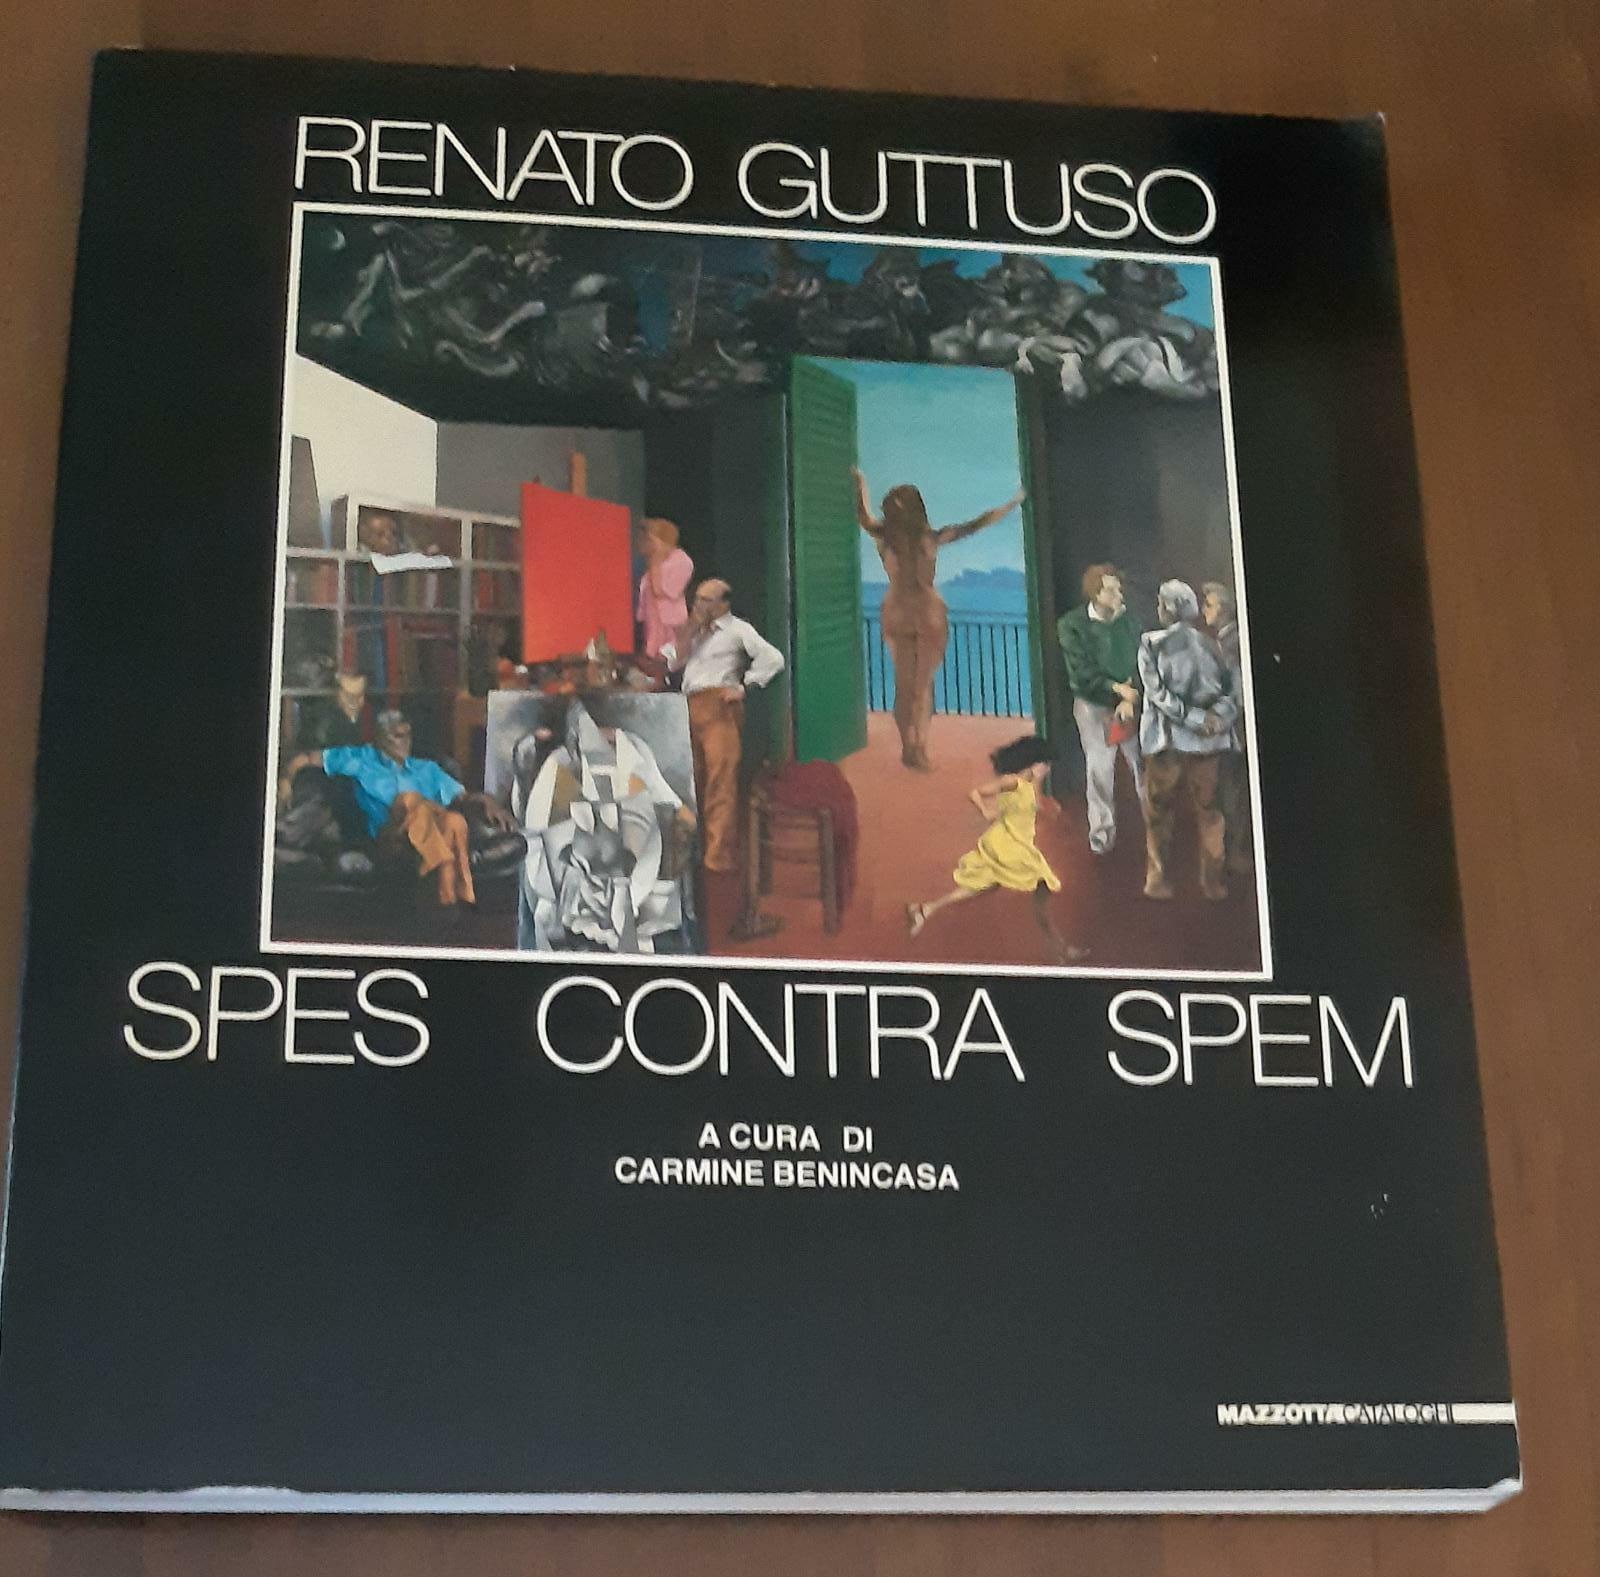 RENATO GUTTUSO
SPES CONTRA SPEM
A CURA DI
CARMINE BENINCASA
MAZZOTTA CATALOGHI